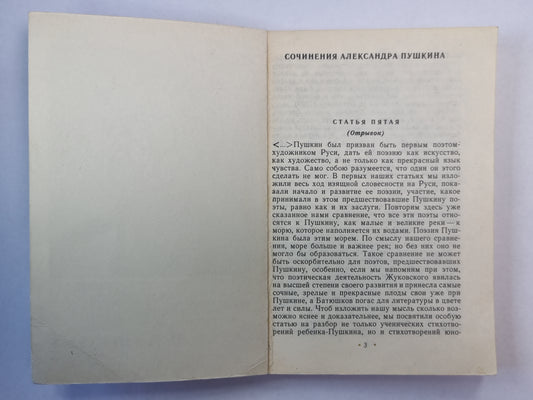 СОЧИНЕНИЯ АЛЕКСАНДРА ПУШКИНА
СТАТЬЯ ПЯТАЯ
(Отрывок)
<...>Пушкин был призван быть первым поэтом-
художником Руси, дать ей поэзию как искусство,
как художество, а не только как прекрасный язык
чувства. Само собою разумеется, что один он этого
сделать не мог. В первых наших статьях мы изло-
жили весь ход изящной словесности на Руси, пока-
зали начало и развитие ее поэзии, участие, какое
принимали в этом предшествовавшие Пушкину по-
эты, равно как и их заслуги. Повторим здесь уже
сказанное нами сравнение, что все эти поэты отно-
сятся к Пушкину, как малые и великие реки — к
морю, которое наполняется их водами. Поэзия Пуш-
кина была этим морем. По смыслу нашего сравне-
ния, море больше и важнее рек; но без них оно не
могло бы образоваться. Такое сравнение не может
быть оскорбительно для поэтов, предшествовавших
Пушкину, особенно, если мы напомним при этом,
что поэтическая деятельность Жуковского явилась
на высшей степени своего развития и принесла самые
сочные, зрелые и прекрасные плоды свои уже при
Пушкине, а Батюшков погас для литературы в цвете
лет и силы. Чтоб изложить нашу мысль сколько воз-
можно яснее и доказательнее, мы посвятили особую
статью на разбор не только ученических стихотво-
рений ребенка-Пушкина, но и стихотворений юно-
* 3 *